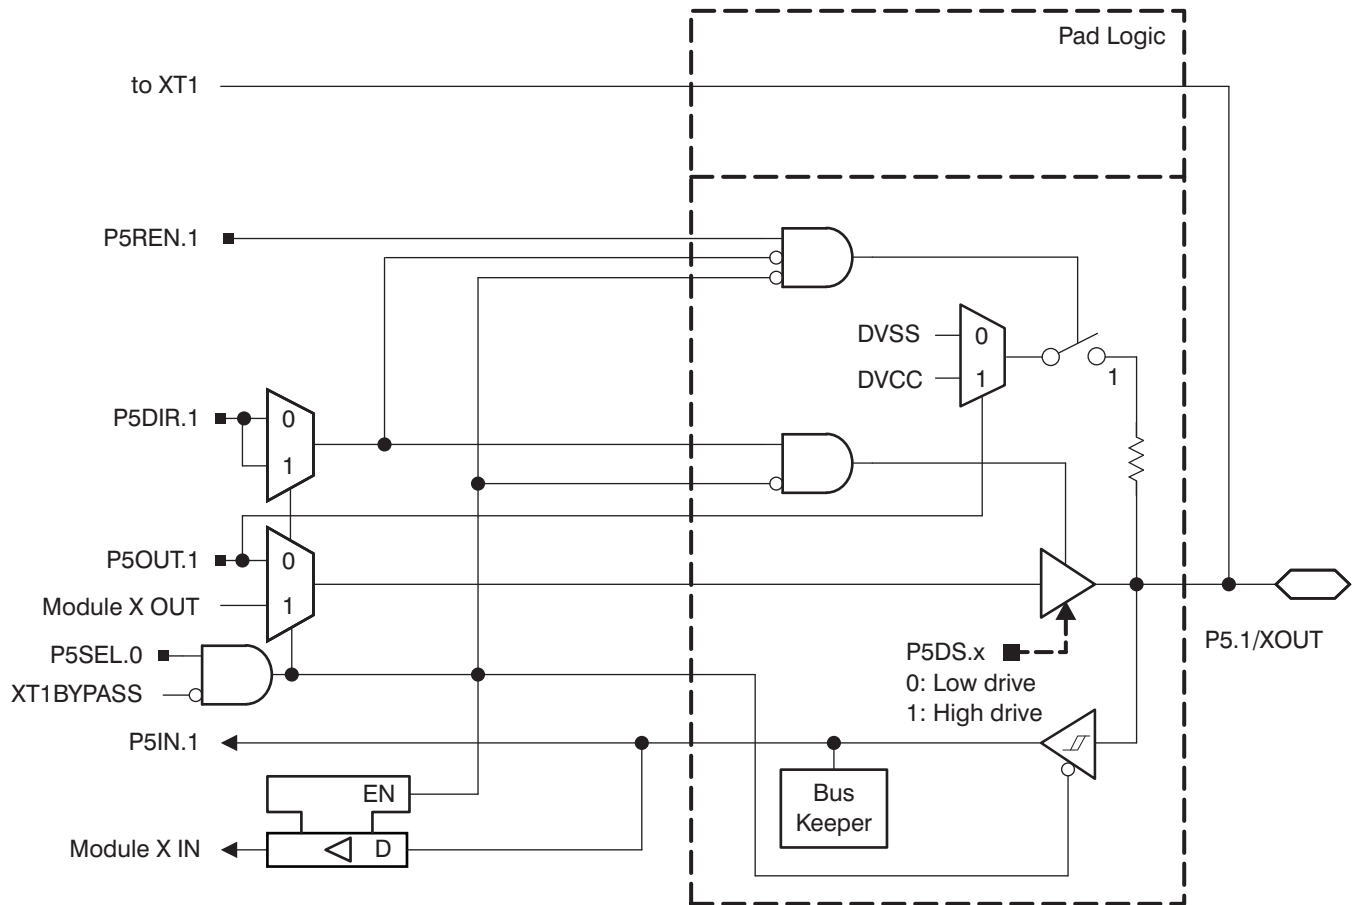 Pad Logic
to XT1
P5REN.1
DVSS
0
DVCC
1
1
P5DIR.1
0
1
P5OUT.1
0
Module X OUT
1
P5.1/XOUT
P5SEL.0
P5DS.x
0: Low drive
1: High drive
XT1BYPASS
P5IN.1
EN
Bus
Keeper
Module X IN
D